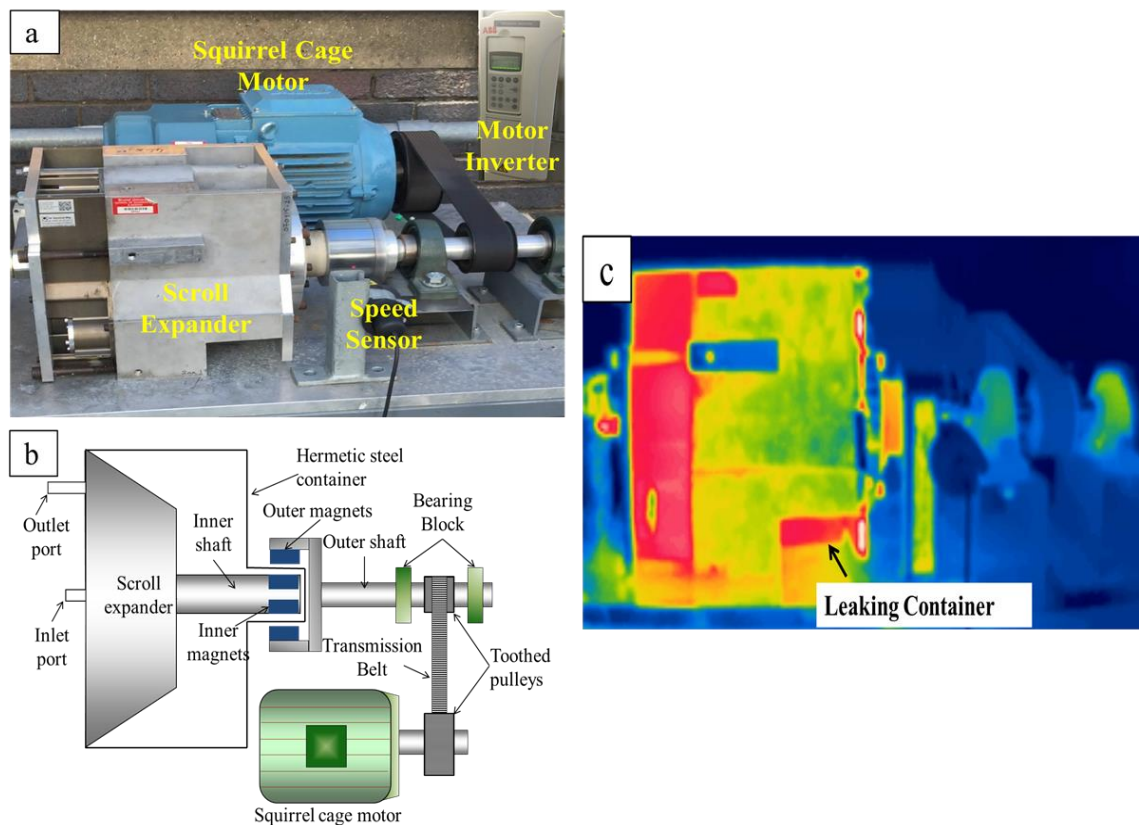 a
Squirrel Cage
Motor
ABB
Motor
Inverter
Scroll
Expander
Speed
Sensor
b
Hermetic steel
container
Outer magnets
Bearing
Block
Outlet
port
Inner
shaft
Outer shaft
Scroll
expander
Inlet
port
Inner
magnets
Transmission
Belt
Toothed
pulleys
Squirrel cage motor
c
Leaking Container